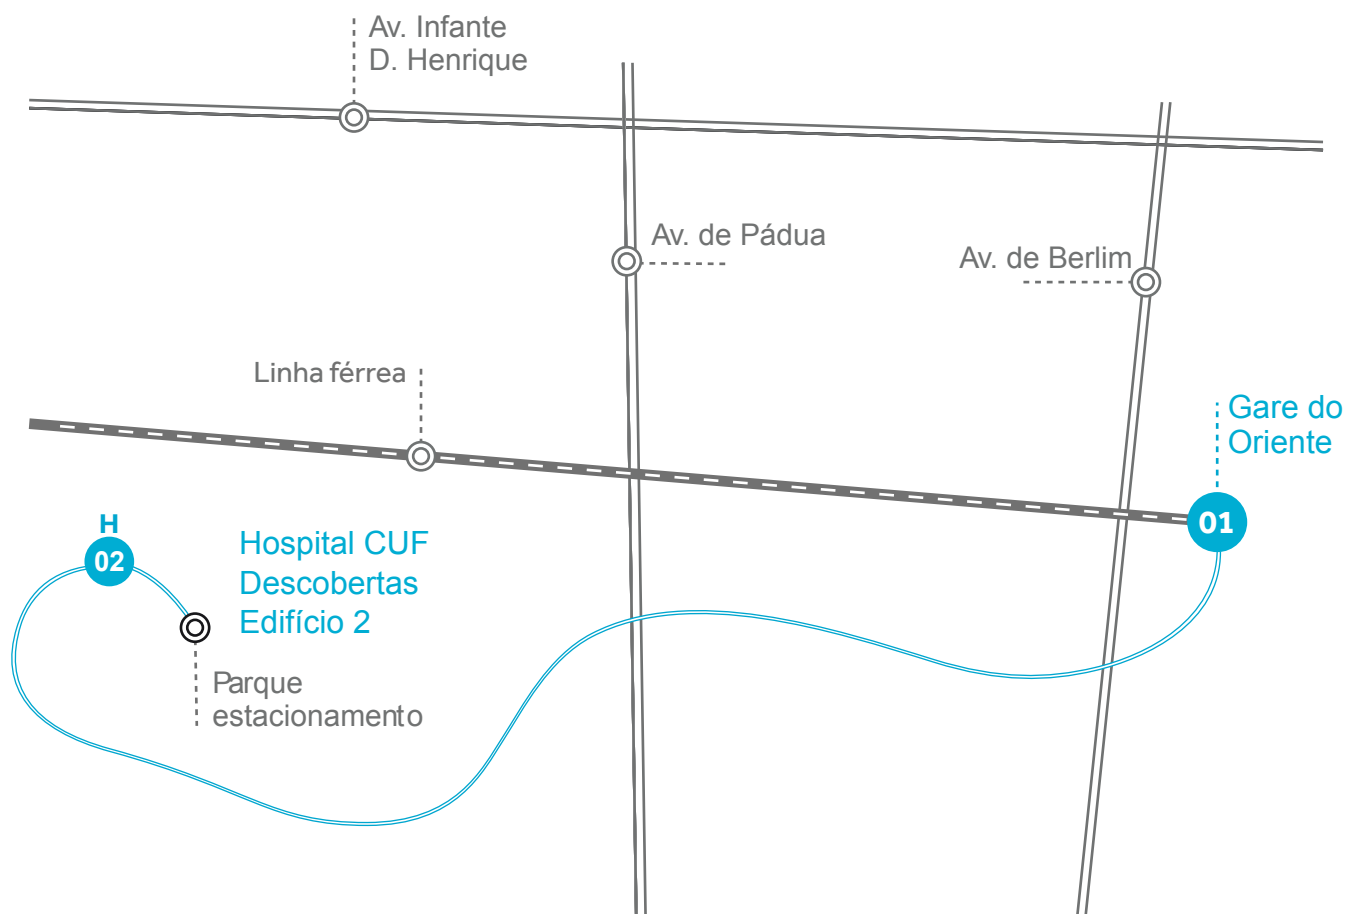 Av. Infante
D. Henrique
Av. de Pádua
Av. de Berlim
Linha férrea
Gare do
Oriente
01
H
02
Hospital CUF
Descobertas
Edifício 2
Parque
estacionamento